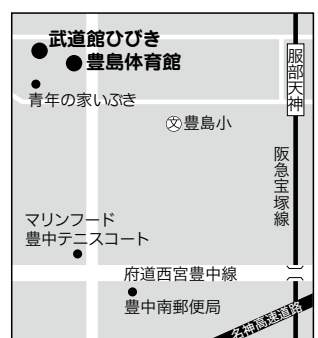 武道館ひびき
豊島体育館
青年の家いぶき
服部天神
㊫豊島小
阪急宝塚線
マリンフード
豊中テニスコート
府道西宮豊中線
豊中南郵便局
名神高速道路